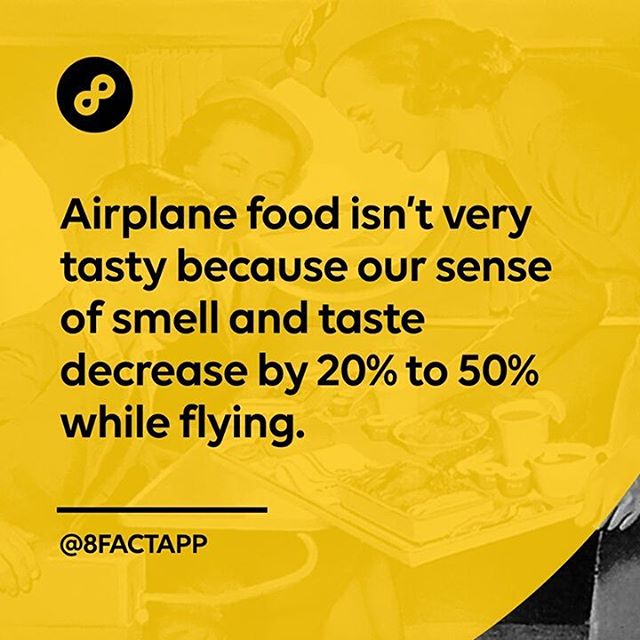 Airplane food isn't very
tasty because our sense
of smell and taste
decrease by 20% to 50%
while flying.
@8FACTAPP